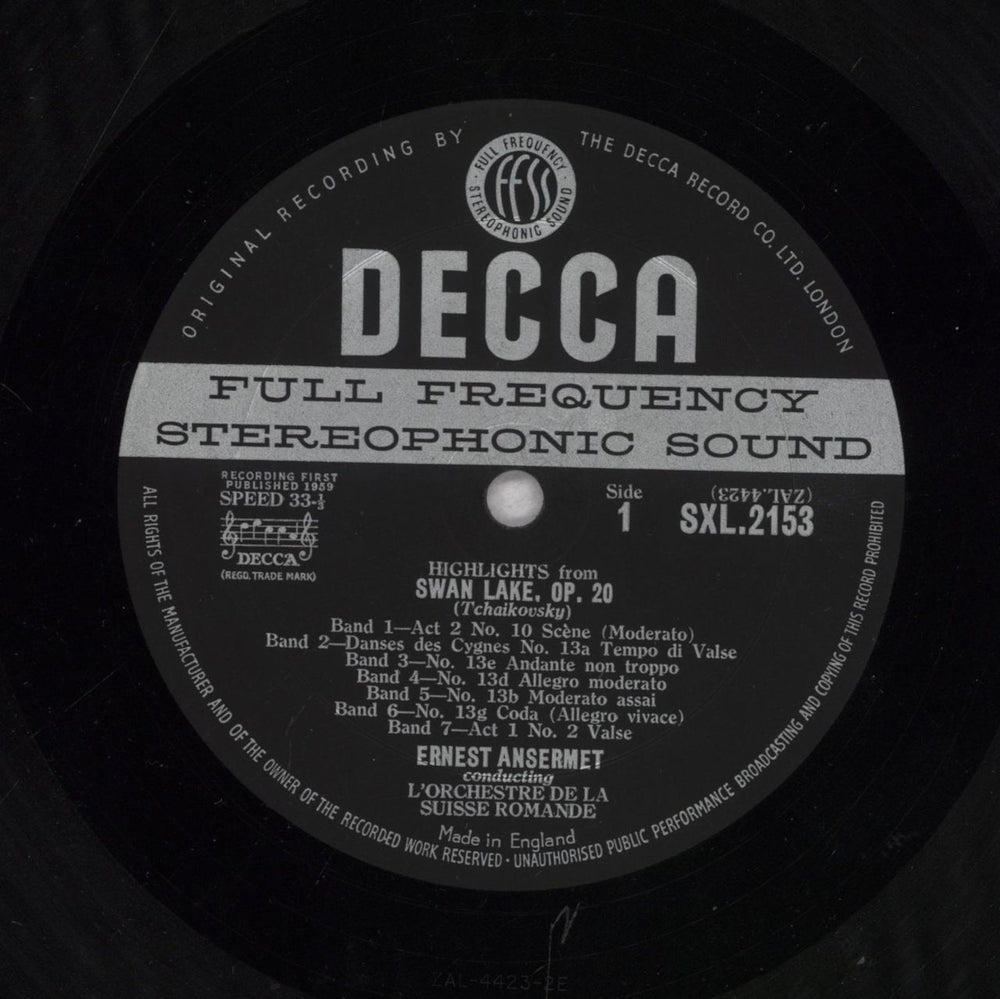 ORIGINAL RECORDING BY THE DECCA RECORD CO. LTD. LONDON
FULL FREQUENCY STEREOPHONIC SOUND
FFSS
DECCA
FULL FREQUENCY
STEREOPHONIC SOUND
RECORDING FIRST
PUBLISHED 1959
SPEED 33-⅓
DECCA
(REGD. TRADE MARK)
Side
1
(ZAL.4423)
SXL.2153
HIGHLIGHTS from
SWAN LAKE, OP. 20
(Tchaikovsky)
Band 1—Act 2 No. 10 Scène (Moderato)
Band 2—Danses des Cygnes No. 13a Tempo di Valse
Band 3—No. 13e Andante non troppo
Band 4—No. 13d Allegro moderato
Band 5—No. 13b Moderato assai
Band 6—No. 13g Coda (Allegro vivace)
Band 7—Act 1 No. 2 Valse
ERNEST ANSERMET
conducting
L'ORCHESTRE DE LA
SUISSE ROMANDE
Made in England
ALL RIGHTS OF THE MANUFACTURER AND OF THE OWNER OF THE RECORDED WORK RESERVED · UNAUTHORISED PUBLIC PERFORMANCE BROADCASTING AND COPYING OF THIS RECORD PROHIBITED
ZAL-4423-2E